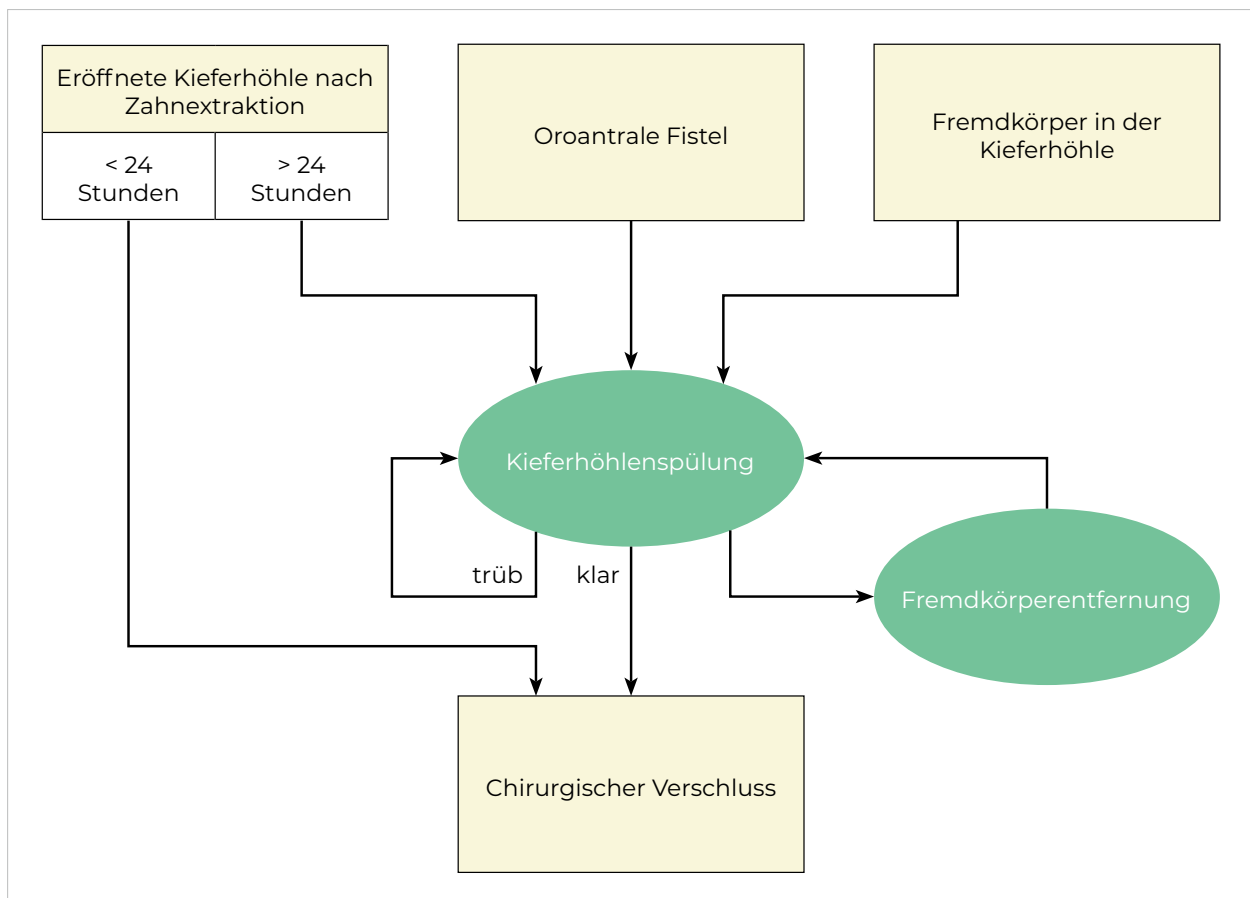 Eröffnete Kieferhöhle nach
Zahnextraktion
< 24
Stunden
> 24
Stunden
Oroantrale Fistel
Fremdkörper in der
Kieferhöhle
Kieferhöhlenspülung
trüb
klar
Fremdkörperentfernung
Chirurgischer Verschluss